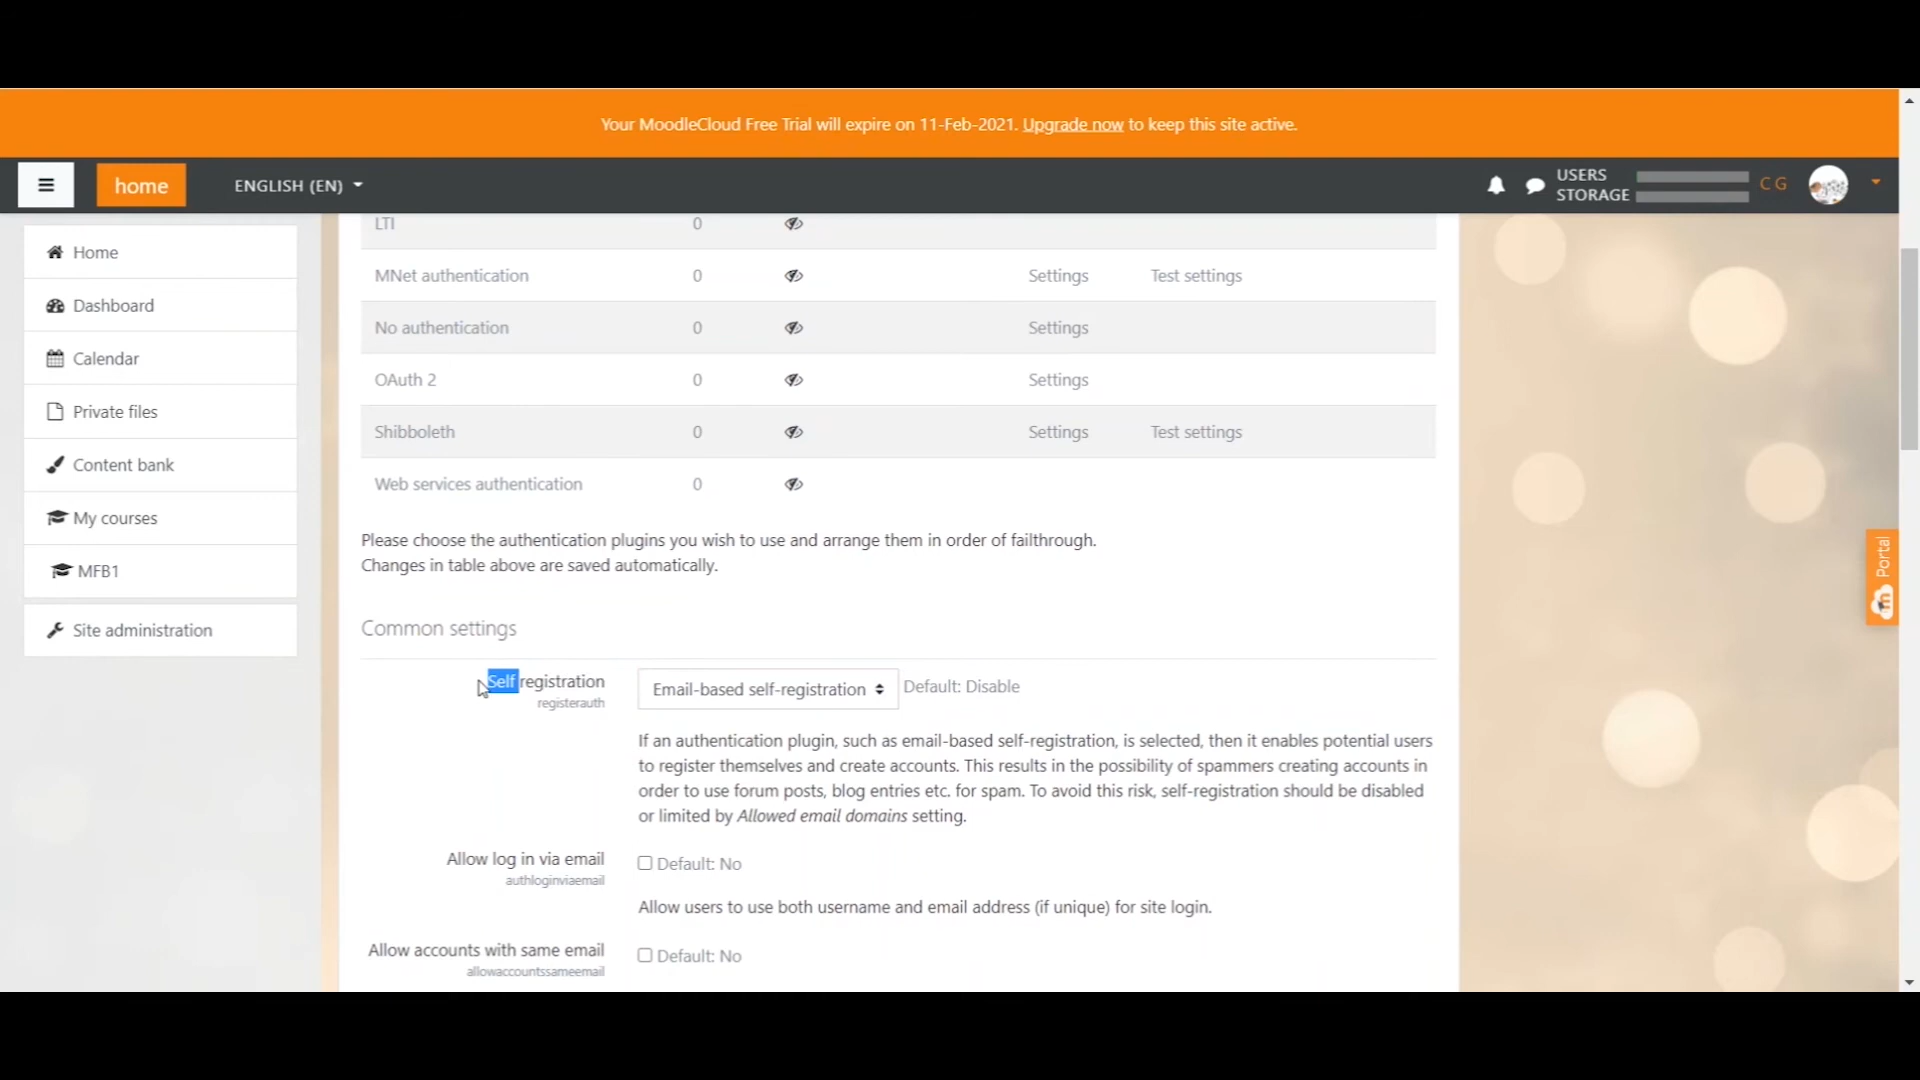 Your MoodleCloud Free Trial will expire on 11-Feb-2021. Upgrade now to keep this site active.
home
ENGLISH (EN)
USERS
STORAGE
CG
Home
Dashboard
Calendar
Private files
Content bank
My courses
MFB1
Site administration
LTI 0
MNet authentication 0 Settings Test settings
No authentication 0 Settings
OAuth 2 0 Settings
Shibboleth 0 Settings Test settings
Web services authentication 0
Please choose the authentication plugins you wish to use and arrange them in order of failthrough.
Changes in table above are saved automatically.
Common settings
Self registration
registerauth
Email-based self-registration Default: Disable
If an authentication plugin, such as email-based self-registration, is selected, then it enables potential users
to register themselves and create accounts. This results in the possibility of spammers creating accounts in
order to use forum posts, blog entries etc. for spam. To avoid this risk, self-registration should be disabled
or limited by Allowed email domains setting.
Allow log in via email
authloginviaemail
Default: No
Allow users to use both username and email address (if unique) for site login.
Allow accounts with same email
allowaccountssameemail
Default: No
Portal